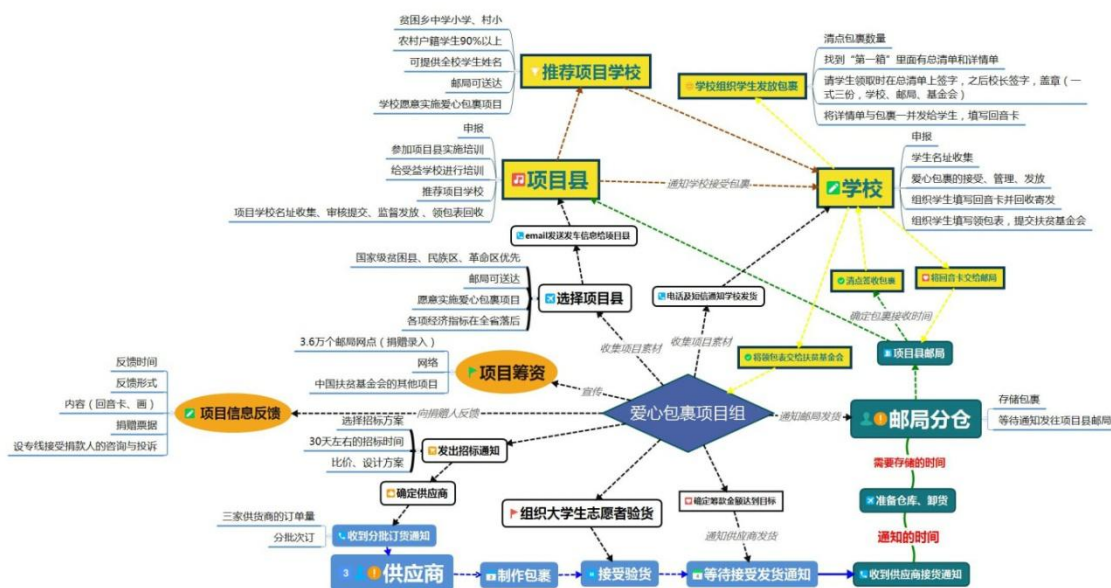 贫困乡中学小学、村小
农村户籍学生90%以上
可提供全校学生姓名
邮局可送达
学校愿意实施爱心包裹项目
推荐项目学校
学校组织学生发放包裹
清点包裹数量
找到“第一箱”里面有总清单和详情单
请学生领取时在总清单上签字，之后校长签字，盖章（一
式三份，学校、邮局、基金会）
将详情单与包裹一并发给学生，填写回音卡
申报
参加项目县实施培训
给受益学校进行培训
推荐项目学校
项目学校名址收集、审核提交、监督发放 、领包表回收
项目县
通知学校接受包裹
学校
申报
学生名址收集
爱心包裹的接受、管理、发放
组织学生填写回音卡并回收寄发
组织学生填写领包表，提交扶贫基金会
email发送发车信息给项目县
国家级贫困县、民族区、革命区优先
邮局可送达
愿意实施爱心包裹项目
各项经济指标在全省落后
选择项目县
电话及短信通知学校发货
清点签收包裹
将回音卡交给邮局
确定包裹接收时间
收集项目素材
收集项目素材
将领包表交给扶贫基金会
项目县邮局
3.6万个邮局网点（捐赠录入）
网络
中国扶贫基金会的其他项目
项目筹资
宣传
反馈时间
反馈形式
内容（回音卡、画）
捐赠票据
设专线接受捐款人的咨询与投诉
项目信息反馈
向捐赠人反馈
爱心包裹项目组
通知邮局发货
邮局分仓
存储包裹
等待通知发往项目县邮局
选择招标方案
30天左右的招标时间
比价、设计方案
发出招标通知
需要存储的时间
确定供应商
组织大学生志愿者验货
确定筹款金额达到目标
准备仓库、卸货
三家供货商的订单量
分批次订
收到分批订货通知
通知供应商发货
通知的时间
3
供应商
制作包裹
接受验货
等待接受发货通知
收到供应商接货通知